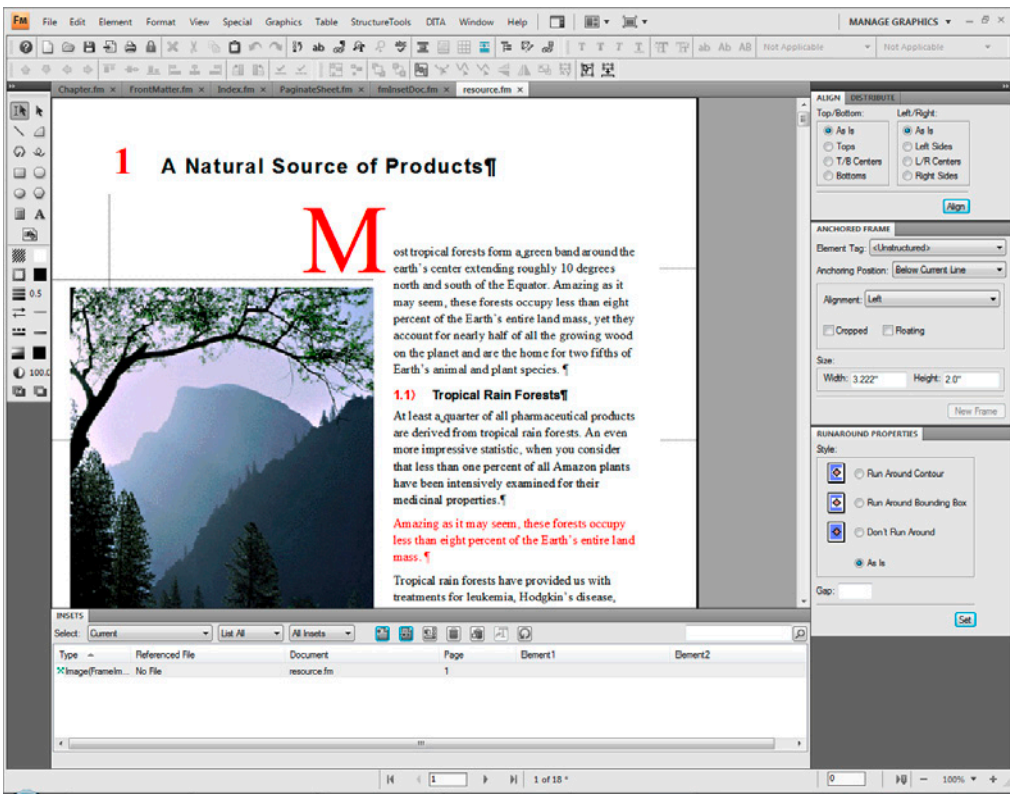 Fm File Edit Element Format View Special Graphics Table StructureTools DITA Window Help MANAGE GRAPHICS
ab T T T T ab Ab AB Not Applicable Not Applicable
Chapter.fm × FrontMatter.fm × Index.fm × PaginateSheet.fm × fmInsetDoc.fm × resource.fm ×
1 A Natural Source of Products¶
Most tropical forests form a green band around the
earth's center extending roughly 10 degrees
north and south of the Equator. Amazing as it
may seem, these forests occupy less than eight
percent of the Earth's entire land mass, yet they
account for nearly half of all the growing wood
on the planet and are the home for two fifths of
Earth's animal and plant species. ¶
1.1) Tropical Rain Forests¶
At least a quarter of all pharmaceutical products
are derived from tropical rain forests. An even
more impressive statistic, when you consider
that less than one percent of all Amazon plants
have been intensively examined for their
medicinal properties.¶
Amazing as it may seem, these forests occupy
less than eight percent of the Earth's entire land
mass. ¶
Tropical rain forests have provided us with
treatments for leukemia, Hodgkin's disease,
A
0.5
100.
ALIGN DISTRIBUTE
Top/Bottom: Left/Right:
As Is As Is
Tops Left Sides
T/B Centers L/R Centers
Bottoms Right Sides
Align
ANCHORED FRAME
Element Tag: <Unstructured>
Anchoring Position: Below Current Line
Alignment: Left
Cropped Floating
Size:
Width: 3.222" Height: 2.0"
New Frame
RUNAROUND PROPERTIES
Style:
Run Around Contour
Run Around Bounding Box
Don't Run Around
As Is
Gap:
Set
INSETS
Select: Current List All All Insets
Type Referenced File Document Page Element1 Element2
Image(FrameIm... No File resource.fm 1
1 1 of 18 * 0 100%